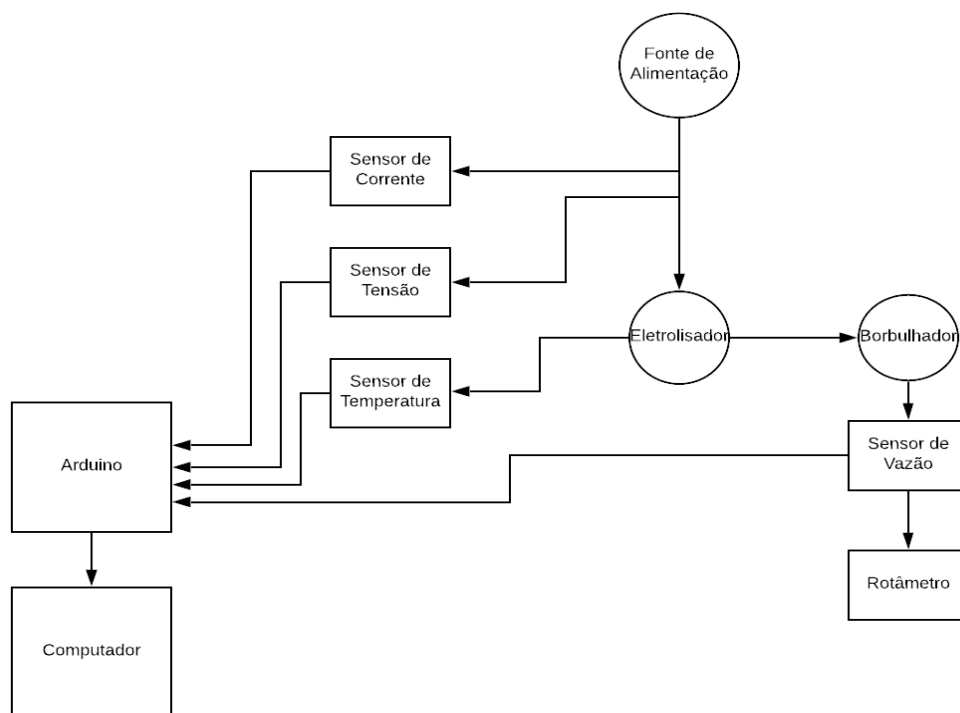 Fonte de
Alimentação
Sensor de
Corrente
Sensor de
Tensão
Eletrolisador
Borbulhador
Sensor de
Temperatura
Arduino
Sensor de
Vazão
Rotâmetro
Computador